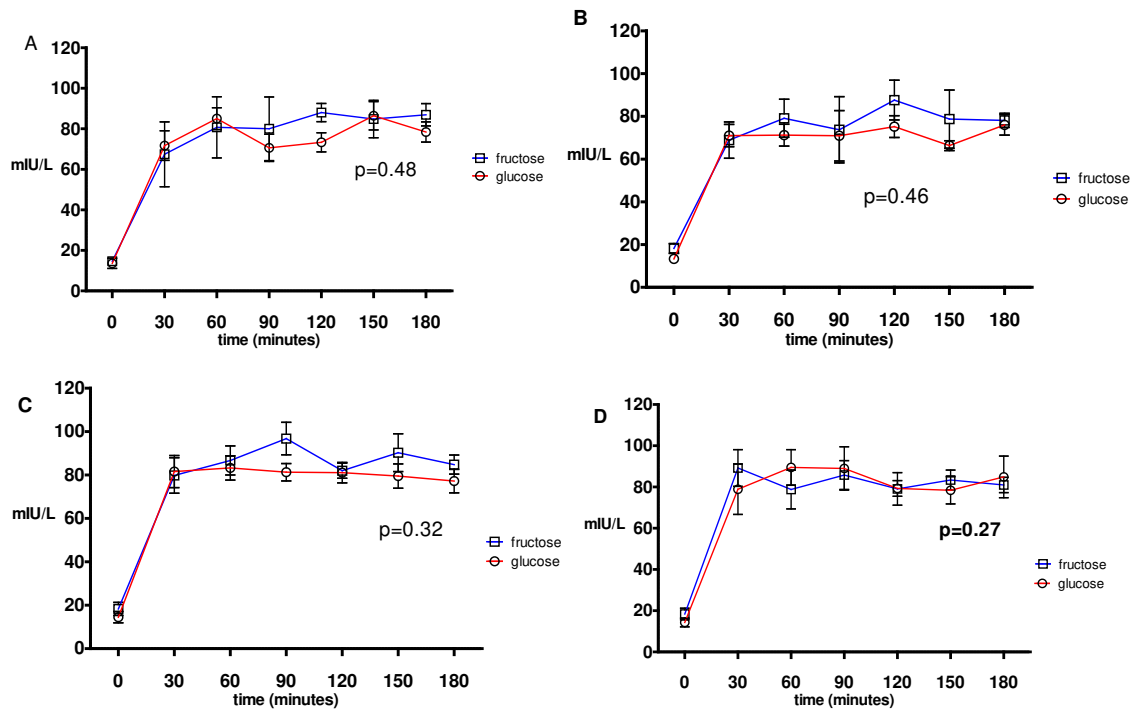 A
120
100
80
60
40
20
0
mIU/L
p=0.48
fructose
glucose
0 30 60 90 120 150 180
time (minutes)
B
120
100
80
60
40
20
0
mIU/L
p=0.46
fructose
glucose
0 30 60 90 120 150 180
time (minutes)
C
120
100
80
60
40
20
0
mIU/L
p=0.32
fructose
glucose
0 30 60 90 120 150 180
time (minutes)
D
120
100
80
60
40
20
0
mIU/L
p=0.27
fructose
glucose
0 30 60 90 120 150 180
time (minutes)